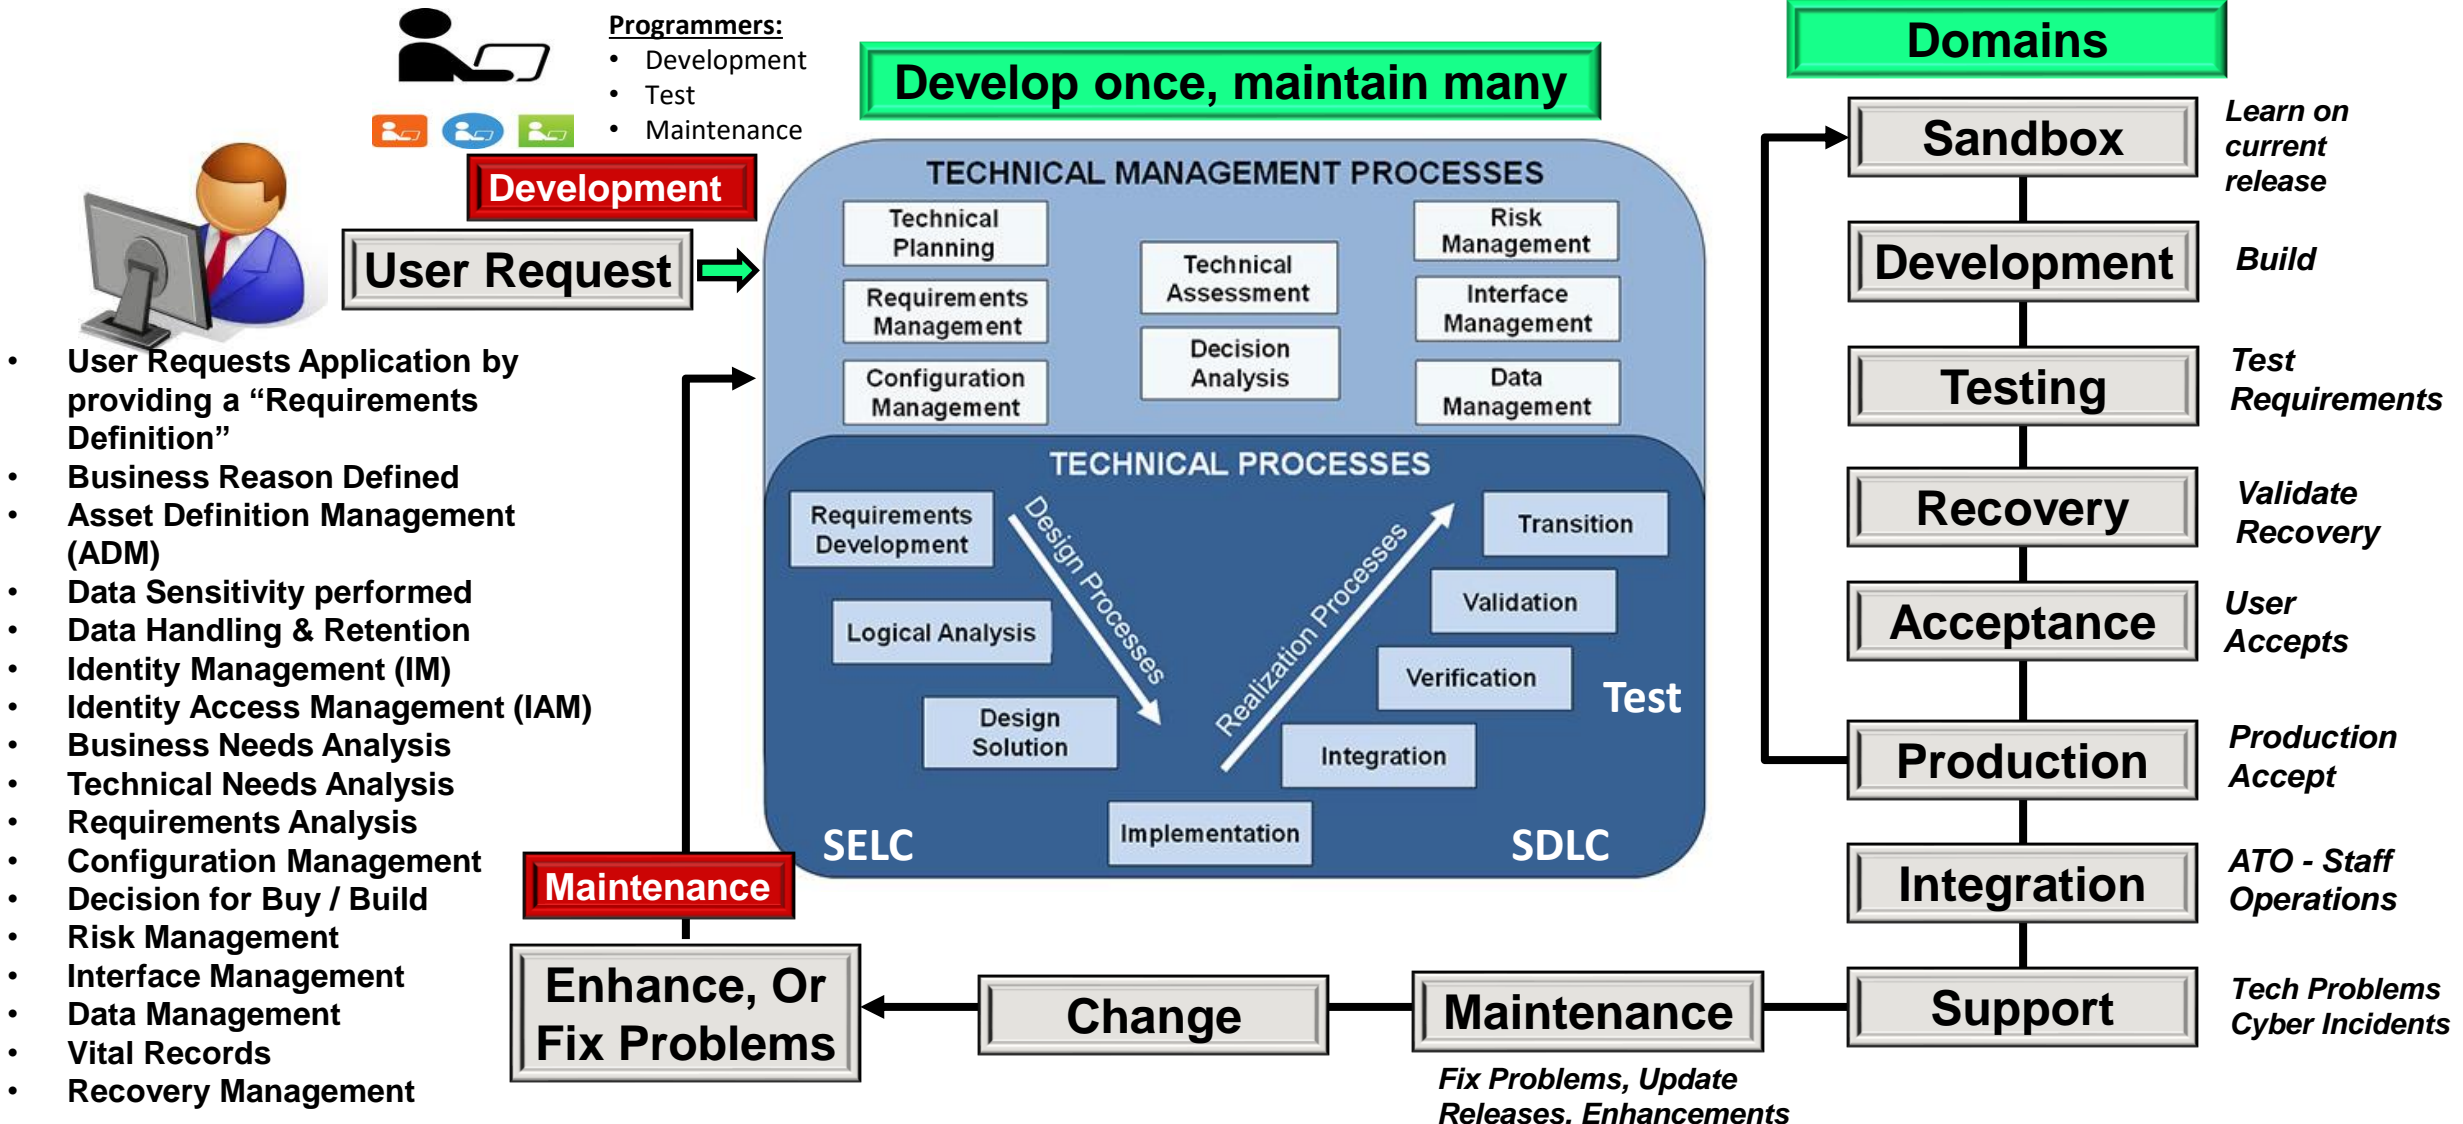 Programmers:
• Development
• Test
• Maintenance
Develop once, maintain many
Domains
Development
User Request
• User Requests Application by
providing a “Requirements
Definition”
• Business Reason Defined
• Asset Definition Management
(ADM)
• Data Sensitivity performed
• Data Handling & Retention
• Identity Management (IM)
• Identity Access Management (IAM)
• Business Needs Analysis
• Technical Needs Analysis
• Requirements Analysis
• Configuration Management
• Decision for Buy / Build
• Risk Management
• Interface Management
• Data Management
• Vital Records
• Recovery Management
TECHNICAL MANAGEMENT PROCESSES
Technical
Planning
Requirements
Management
Configuration
Management
Technical
Assessment
Decision
Analysis
Risk
Management
Interface
Management
Data
Management
TECHNICAL PROCESSES
Requirements
Development
Logical Analysis
Design
Solution
Design Processes
Implementation
Realization Processes
Integration
Verification
Validation
Transition
Test
SELC
SDLC
Sandbox
Learn on
current
release
Development
Build
Testing
Test
Requirements
Recovery
Validate
Recovery
Acceptance
User
Accepts
Production
Production
Accept
Integration
ATO - Staff
Operations
Support
Tech Problems
Cyber Incidents
Maintenance
Fix Problems, Update
Releases, Enhancements
Change
Enhance, Or
Fix Problems
Maintenance